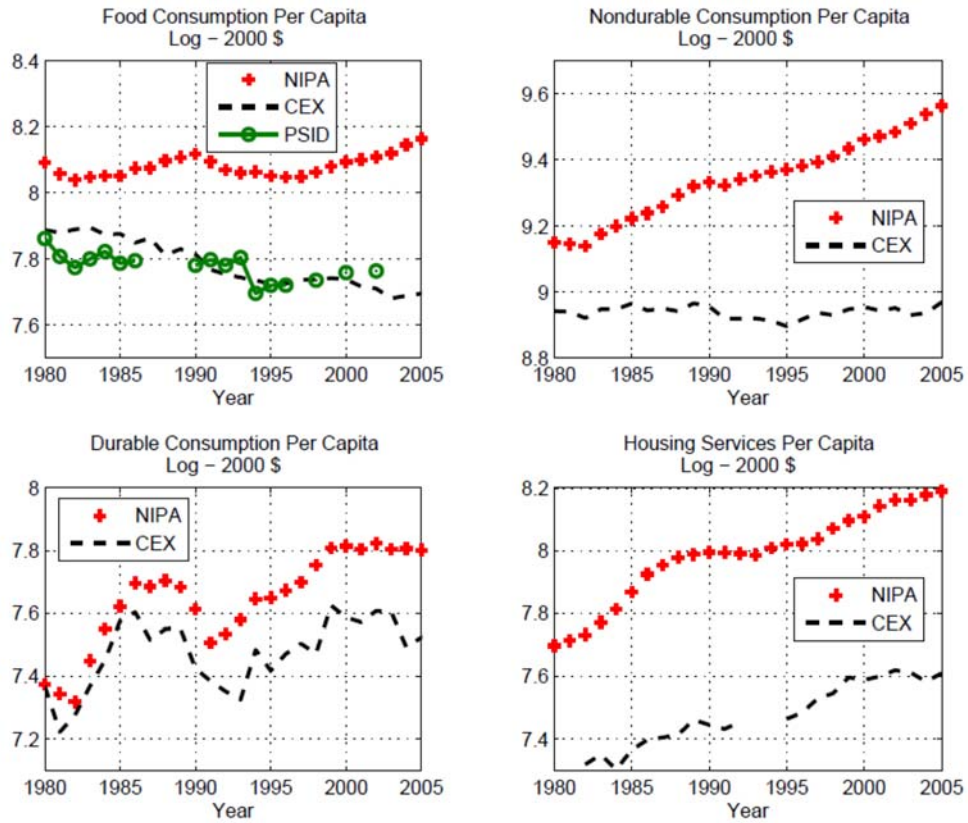 Food Consumption Per Capita
Log − 2000 $
8.4
8.2
8
7.8
7.6
NIPA
CEX
PSID
1980 1985 1990 1995 2000 2005
Year
Nondurable Consumption Per Capita
Log − 2000 $
9.6
9.4
9.2
9
8.8
NIPA
CEX
1980 1985 1990 1995 2000 2005
Year
Durable Consumption Per Capita
Log − 2000 $
8
7.8
7.6
7.4
7.2
NIPA
CEX
1980 1985 1990 1995 2000 2005
Year
Housing Services Per Capita
Log − 2000 $
8.2
8
7.8
7.6
7.4
NIPA
CEX
1980 1985 1990 1995 2000 2005
Year